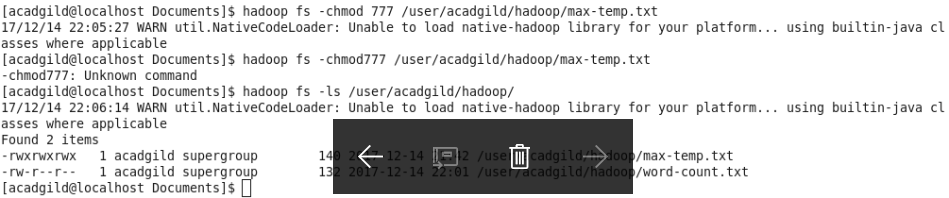 [acadgild@localhost Documents]$ hadoop fs -chmod 777 /user/acadgild/hadoop/max-temp.txt
17/12/14 22:05:27 WARN util.NativeCodeLoader: Unable to load native-hadoop library for your platform... using builtin-java cl
asses where applicable
[acadgild@localhost Documents]$ hadoop fs -chmod777 /user/acadgild/hadoop/max-temp.txt
-chmod777: Unknown command
[acadgild@localhost Documents]$ hadoop fs -ls /user/acadgild/hadoop/
17/12/14 22:06:14 WARN util.NativeCodeLoader: Unable to load native-hadoop library for your platform... using builtin-java cl
asses where applicable
Found 2 items
-rwxrwxrwx   1 acadgild supergroup        140 2017-12-14 /user/acadgild/hadoop/max-temp.txt
-rw-r--r--   1 acadgild supergroup        132 2017-12-14 22:01 /user/acadgild/hadoop/word-count.txt
[acadgild@localhost Documents]$